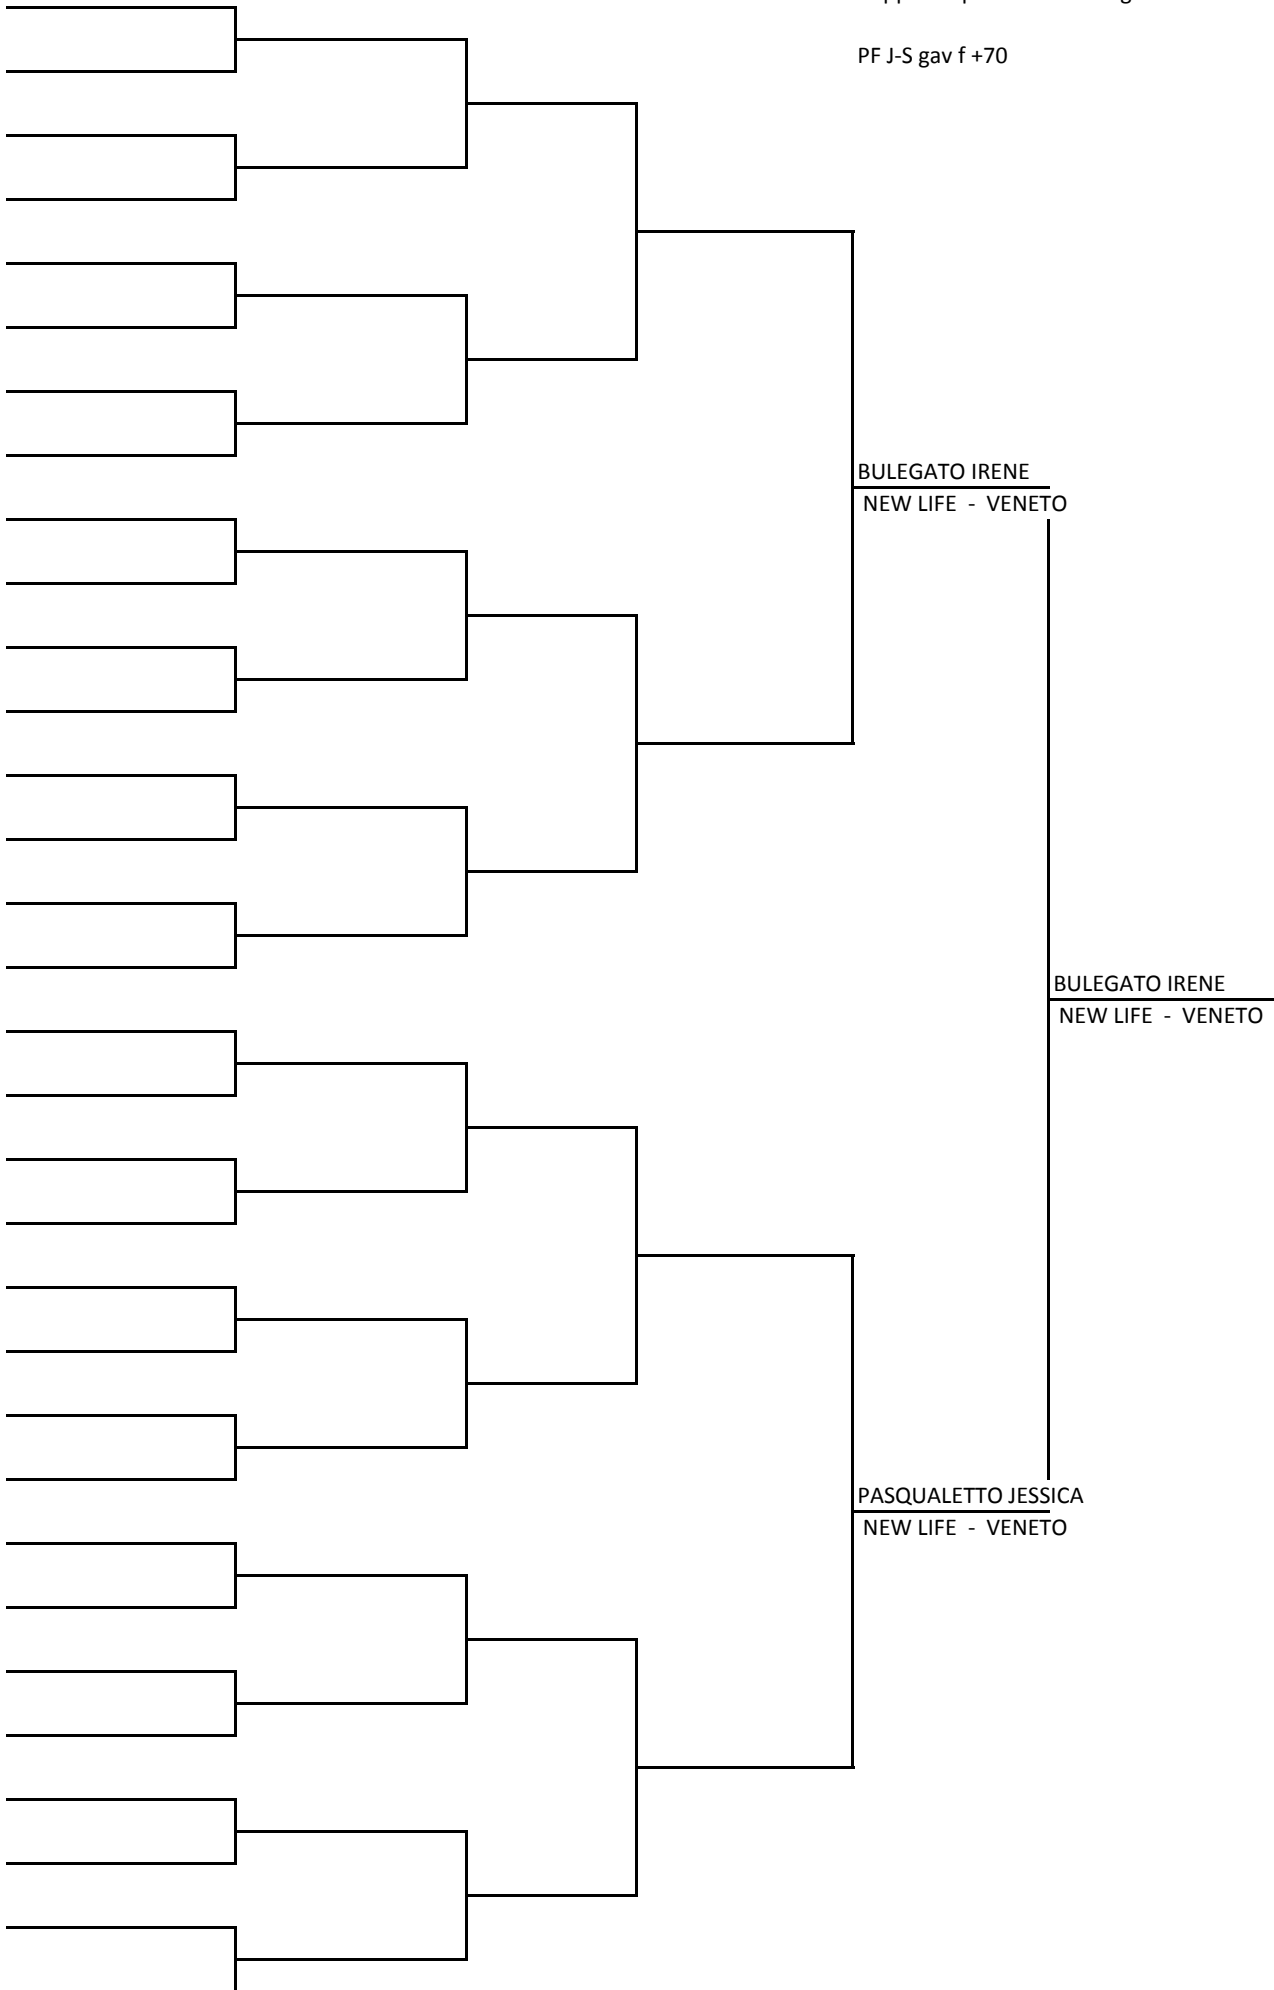 PF J-S gav f +70
BULEGATO IRENE
NEW LIFE - VENETO
BULEGATO IRENE
NEW LIFE - VENETO
PASQUALETTO JESSICA
NEW LIFE - VENETO